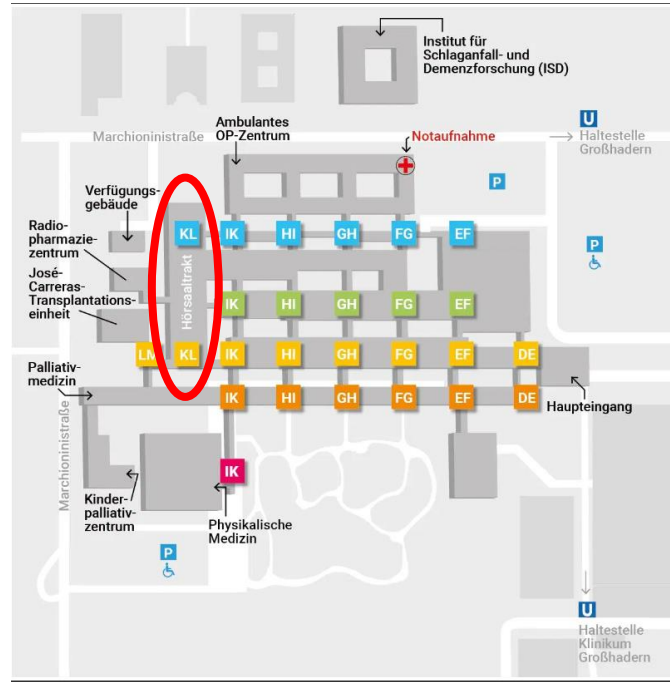 Institut für
Schlaganfall- und
Demenzforschung (ISD)
U
Haltestelle
Großhadern
Marchioninistraße
Ambulantes
OP-Zentrum
Notaufnahme
P
Verfügungs-
gebäude
Radio-
pharmazie-
zentrum
José-
Carreras-
Transplantations-
einheit
Palliativ-
medizin
KL IK HI GH FG EF
P
Hörsaaltrakt
IK HI GH FG EF
LM KL IK HI GH FG EF DE
IK HI GH FG EF DE
Haupteingang
Marchioninistraße
IK
Kinder-
palliativ-
zentrum
Physikalische
Medizin
P
U
Haltestelle
Klinikum
Großhadern